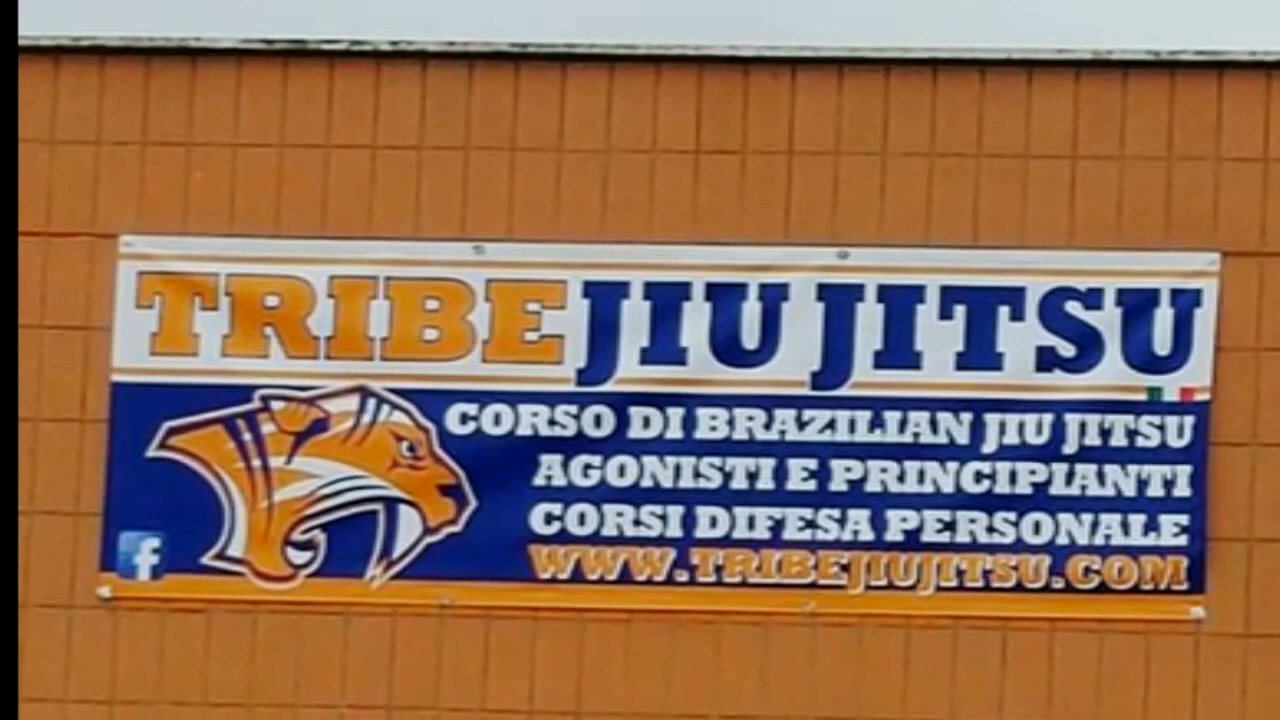 TRIBE JIU JITSU
CORSO DI BRAZILIAN JIU JITSU
AGONISTI E PRINCIPIANTI
CORSI DIFESA PERSONALE
WWW.TRIBEJIUJITSU.COM
f